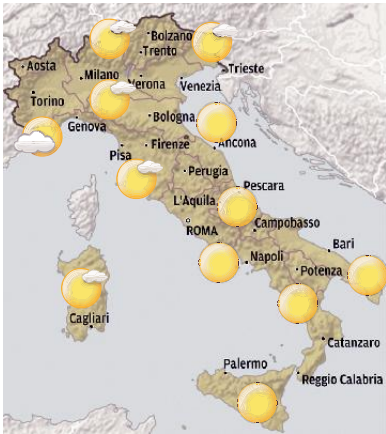 Bolzano
Trento
Aosta
Milano
Verona
Venezia
Trieste
Torino
Genova
Bologna
Pisa
Firenze
Ancona
Perugia
Pescara
L'Aquila
ROMA
Campobasso
Napoli
Bari
Potenza
Cagliari
Catanzaro
Palermo
Reggio Calabria